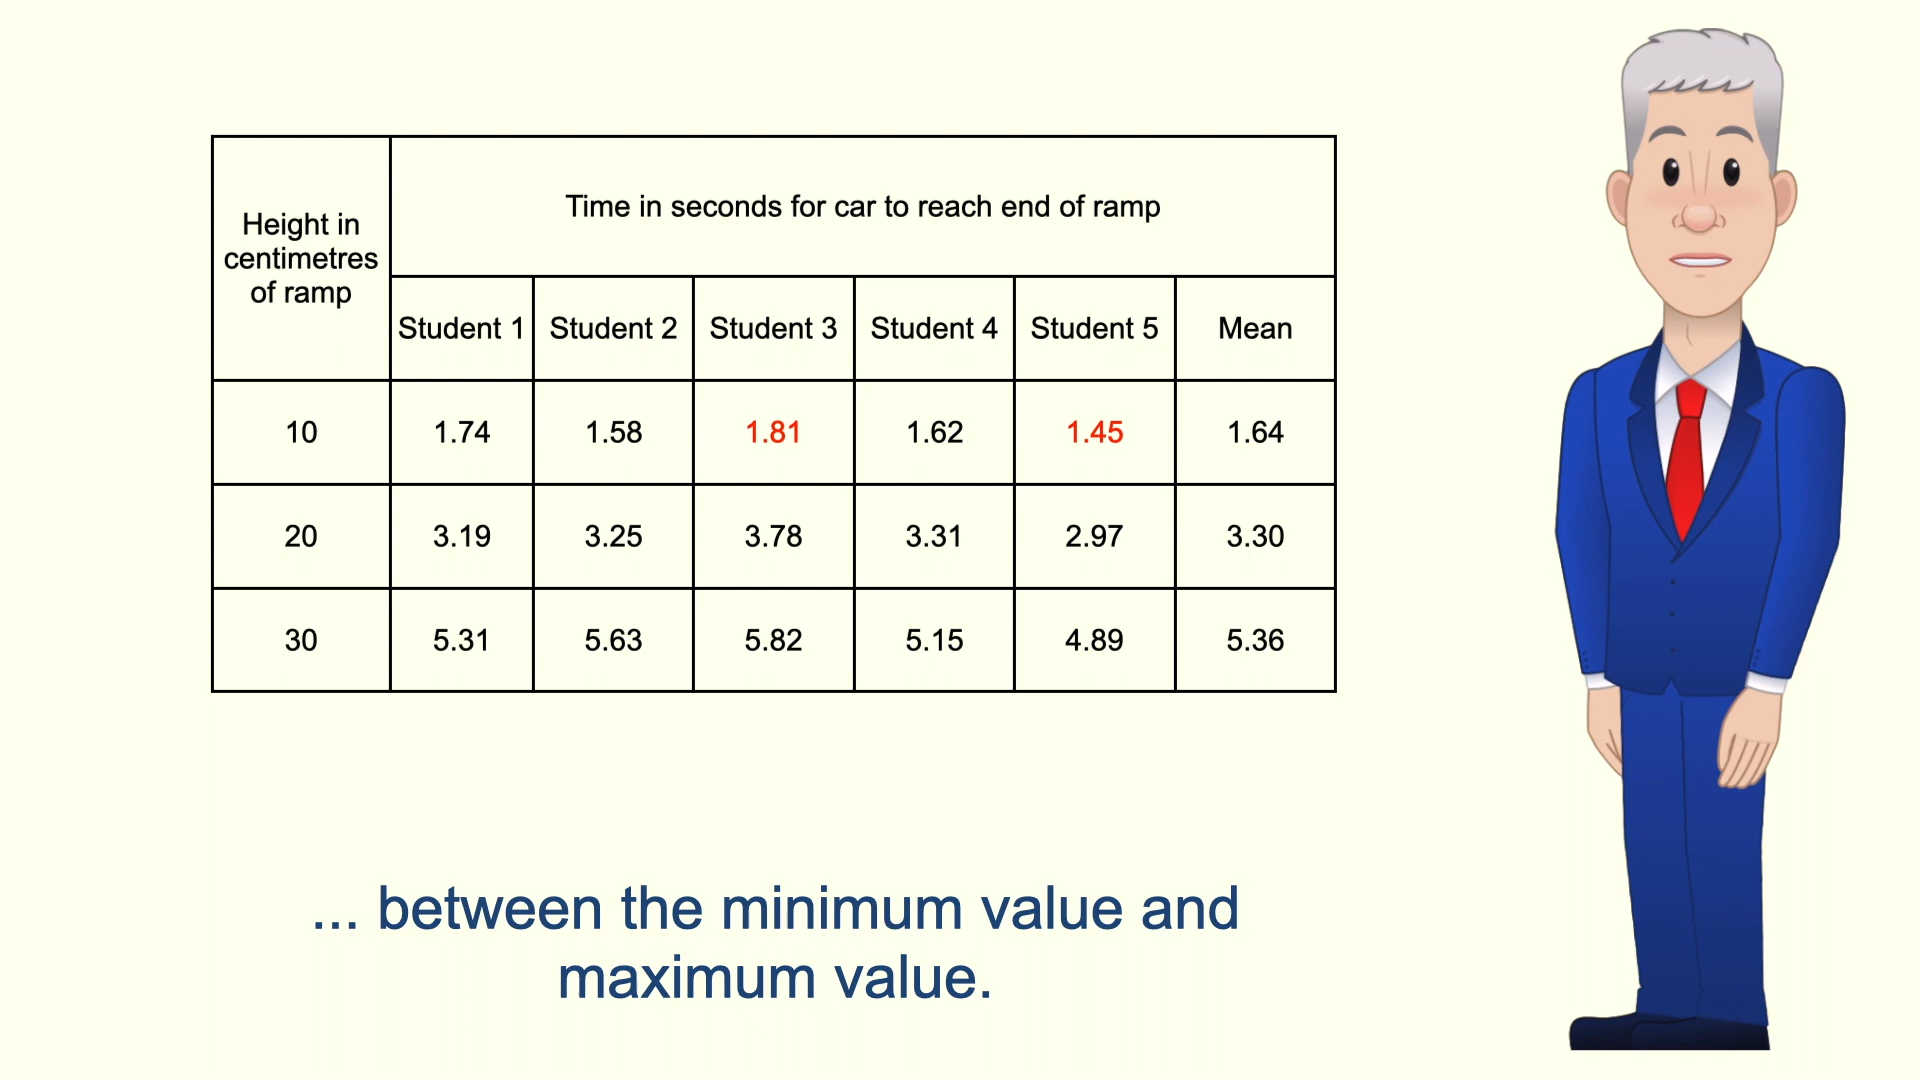 Height in
centimetres
of ramp
Time in seconds for car to reach end of ramp
Student 1 Student 2 Student 3 Student 4 Student 5 Mean
10 1.74 1.58 1.81 1.62 1.45 1.64
20 3.19 3.25 3.78 3.31 2.97 3.30
30 5.31 5.63 5.82 5.15 4.89 5.36
... between the minimum value and
maximum value.